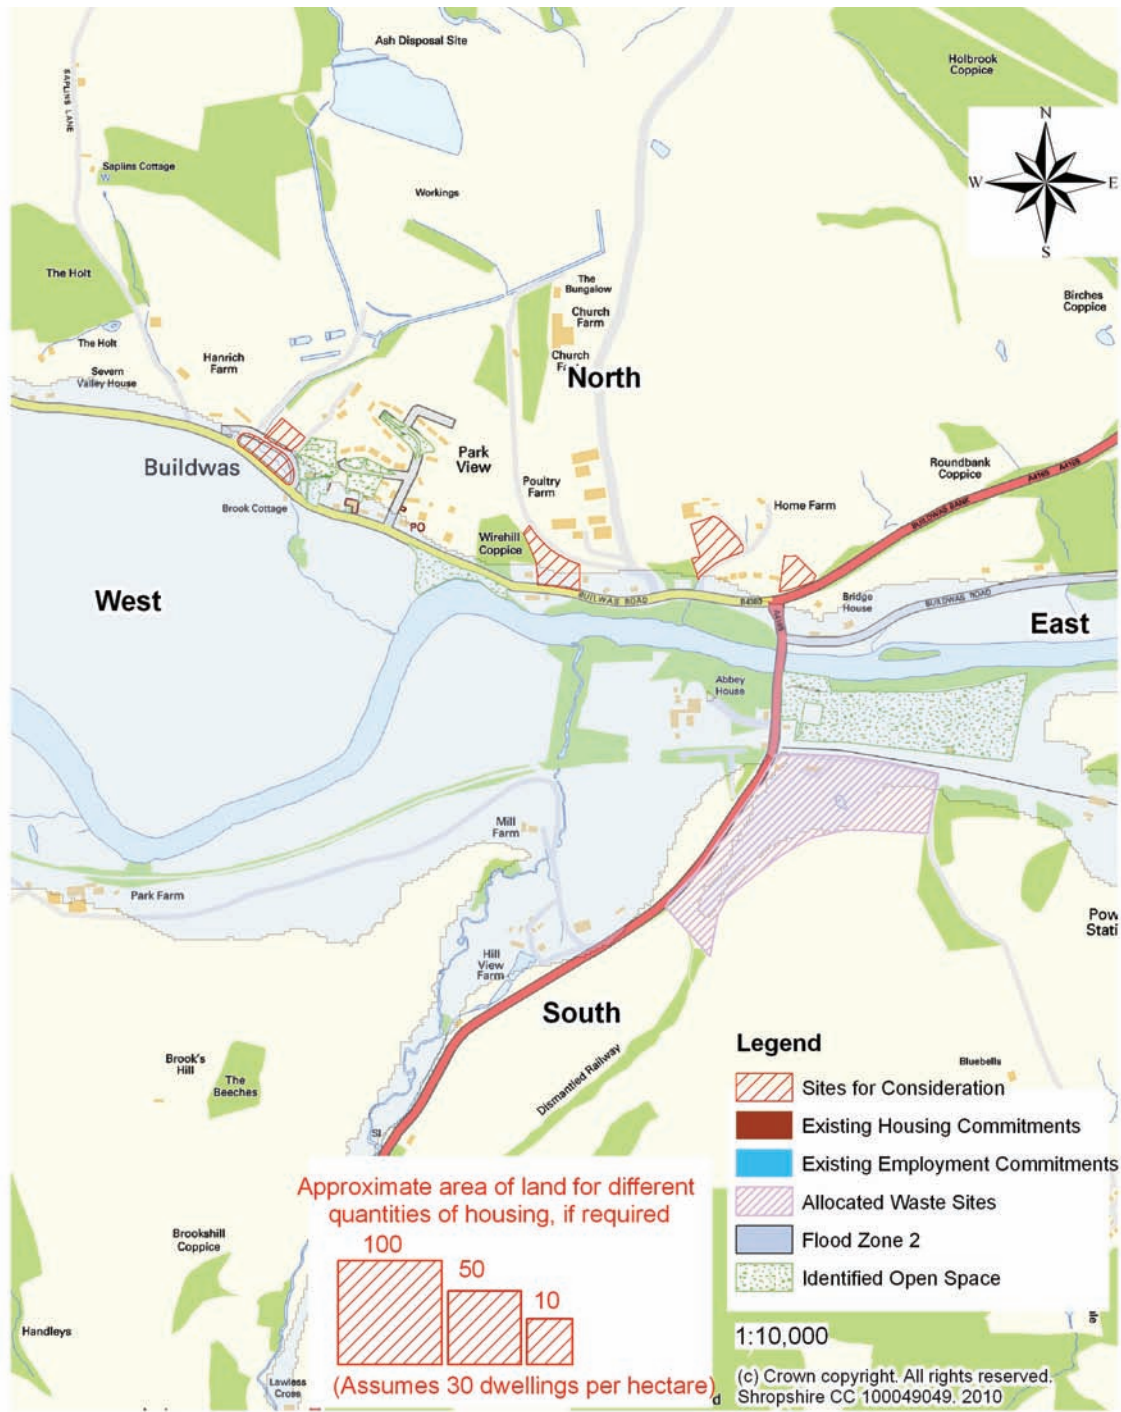 Ash Disposal Site
Holbrook
Coppice
SAPLINS LANE
N
W
E
S
Saplins Cottage
W
Workings
The Holt
The
Bungalow
Church
Farm
Birches
Coppice
The Holt
Severn
Valley House
Hanrich
Farm
Church
North
Buildwas
Park
View
Poultry
Farm
Roundbank
Coppice
A4169
A4169
BUILDWAS BANK
Brook Cottage
PO
Home Farm
Wirehill
Coppice
West
BUILWAS ROAD
B4380
A4169
Bridge
House
BUILDWAS ROAD
East
Abbey
House
Mill
Farm
Park Farm
Pow
Stati
Hill
View
Farm
South
Brook's
Hill
The
Beeches
Dismantled Railway
Bluebells
Legend
Sites for Consideration
Existing Housing Commitments
Existing Employment Commitments
Allocated Waste Sites
Flood Zone 2
Identified Open Space
Approximate area of land for different
quantities of housing, if required
100
50
10
(Assumes 30 dwellings per hectare)
Brookshill
Coppice
Handleys
Lawless
Cross
1:10,000
(c) Crown copyright. All rights reserved.
Shropshire CC 100049049. 2010